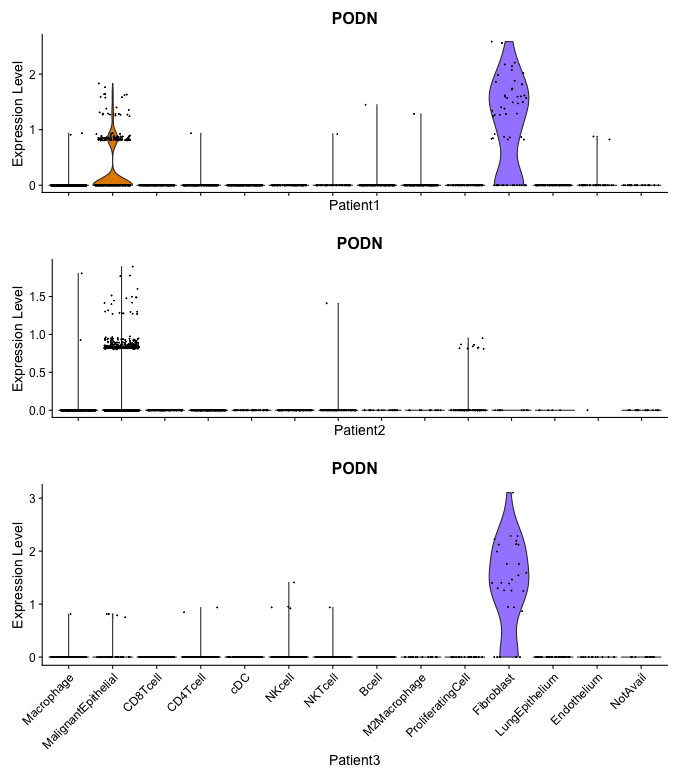 PODN
Expression Level
2
1
0
Patient1
PODN
Expression Level
1.5
1.0
0.5
0.0
Patient2
PODN
Expression Level
3
2
1
0
Macrophage
MalignantEpithelial
CD8Tcell
CD4Tcell
cDC
NKcell
NKTcell
Bcell
M2Macrophage
ProliferatingCell
Fibroblast
LungEpithelium
Endothelium
NotAvail
Patient3